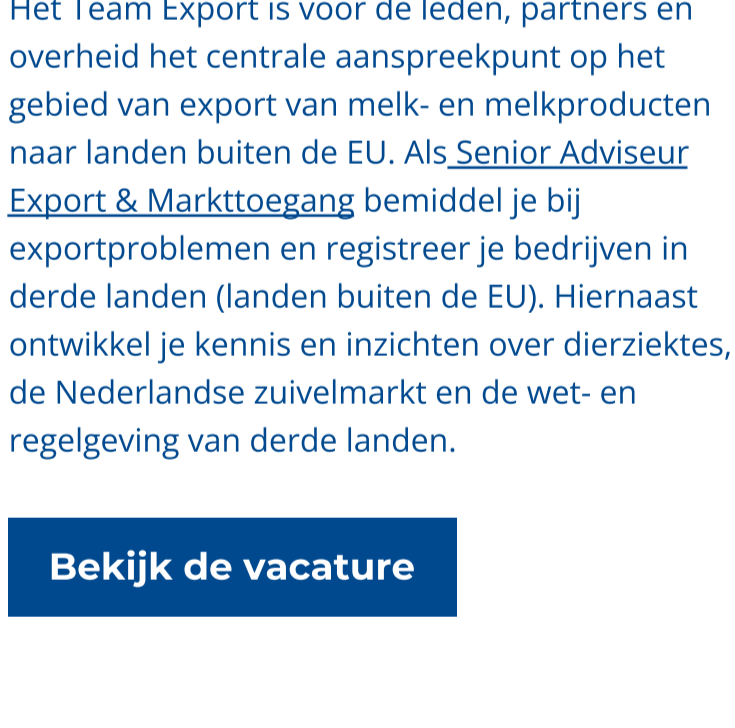 Het Team Export is voor de leden, partners en
overheid het centrale aanspreekpunt op het
gebied van export van melk- en melkproducten
naar landen buiten de EU. Als Senior Adviseur
Export & Markttoegang bemiddel je bij
exportproblemen en registreer je bedrijven in
derde landen (landen buiten de EU). Hiernaast
ontwikkel je kennis en inzichten over dierziektes,
de Nederlandse zuivelmarkt en de wet- en
regelgeving van derde landen.
Bekijk de vacature